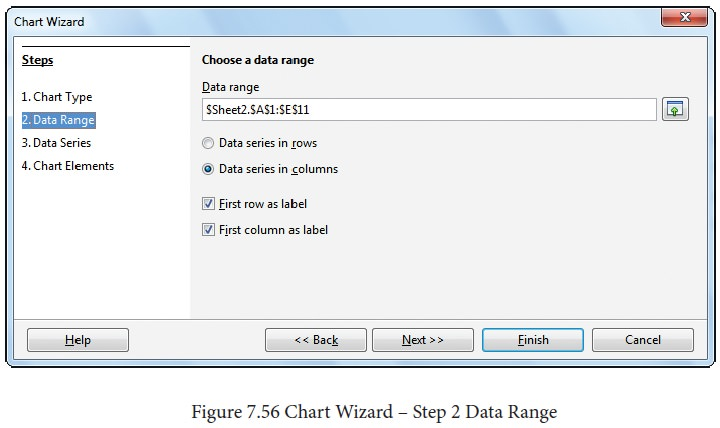 Chart Wizard
Steps
1. Chart Type
2. Data Range
3. Data Series
4. Chart Elements
Choose a data range
Data range
$Sheet2.$A$1:$E$11
Data series in rows
Data series in columns
First row as label
First column as label
Help
<< Back
Next >>
Finish
Cancel
Figure 7.56 Chart Wizard – Step 2 Data Range